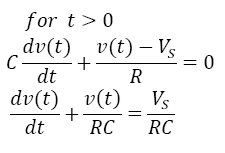 for t > 0
C dv(t)/dt + (v(t) − V_S)/R = 0
dv(t)/dt + v(t)/RC = V_S/RC